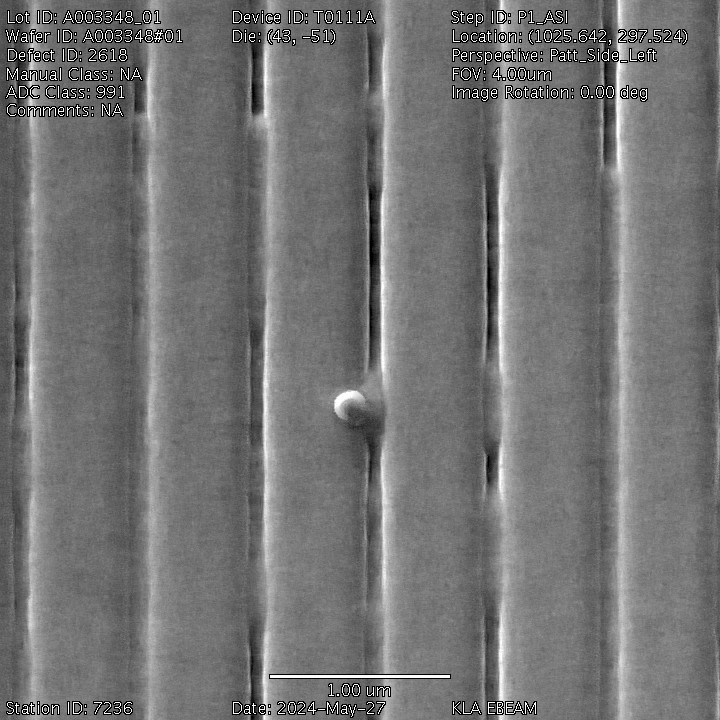 Lot ID: A003348_01 Device ID: T0111A Step ID: P1_ASI
Wafer ID: A003348#01 Die: (43, -51) Location: (1025.642, 297.524)
Defect ID: 2618 Perspective: Patt_Side_Left
Manual Class: NA FOV: 4.00um
ADC Class: 991 Image Rotation: 0.00 deg
Comments: NA
1.00 um
Station ID: 7236 Date: 2024-May-27 KLA EBEAM